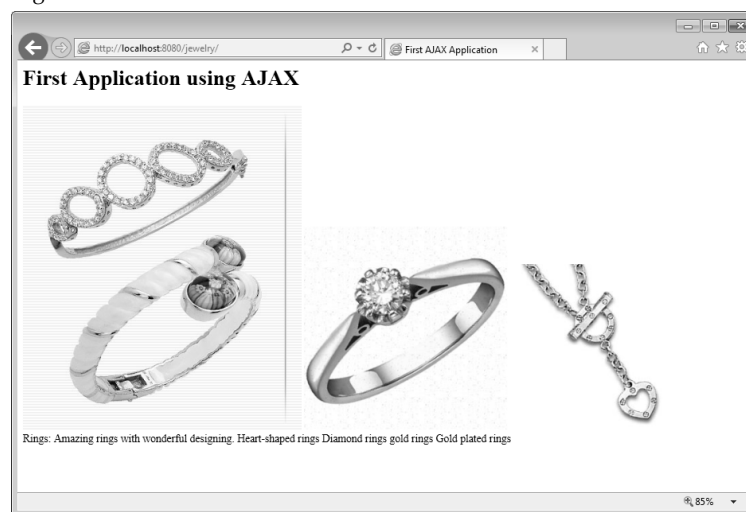 http://localhost:8080/jewelry/
First AJAX Application
First Application using AJAX
Rings: Amazing rings with wonderful designing. Heart-shaped rings Diamond rings gold rings Gold plated rings
85%